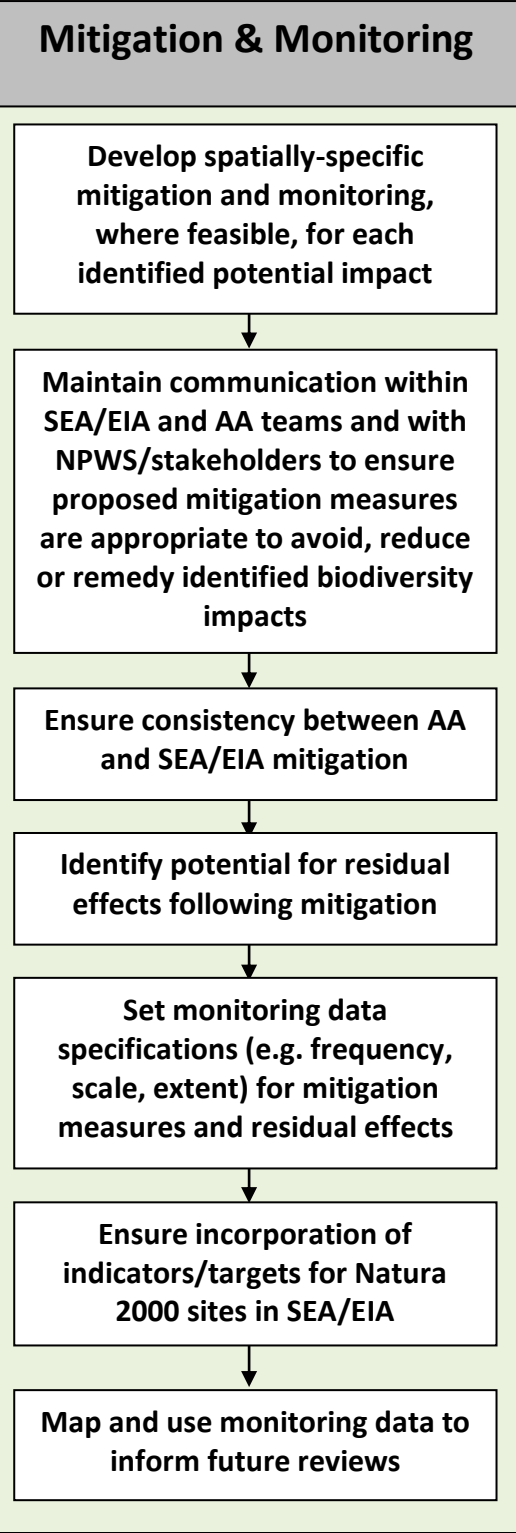 Mitigation & Monitoring
Develop spatially-specific
mitigation and monitoring,
where feasible, for each
identified potential impact
Maintain communication within
SEA/EIA and AA teams and with
NPWS/stakeholders to ensure
proposed mitigation measures
are appropriate to avoid, reduce
or remedy identified biodiversity
impacts
Ensure consistency between AA
and SEA/EIA mitigation
Identify potential for residual
effects following mitigation
Set monitoring data
specifications (e.g. frequency,
scale, extent) for mitigation
measures and residual effects
Ensure incorporation of
indicators/targets for Natura
2000 sites in SEA/EIA
Map and use monitoring data to
inform future reviews